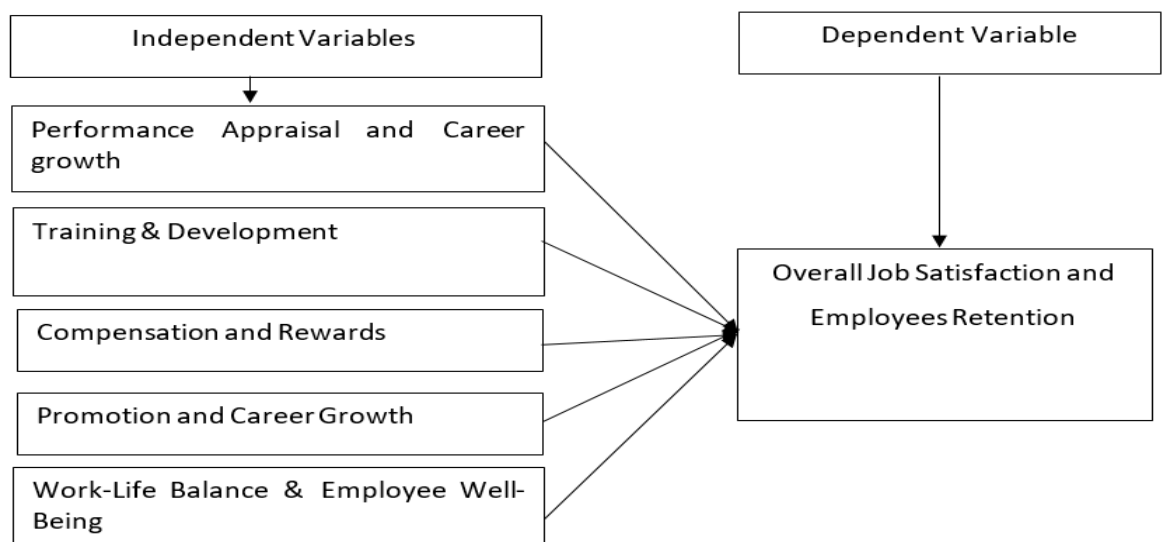 Independent Variables
Dependent Variable
Performance Appraisal and Career
growth
Training & Development
Overall Job Satisfaction and
Employees Retention
Compensation and Rewards
Promotion and Career Growth
Work-Life Balance & Employee Well-
Being